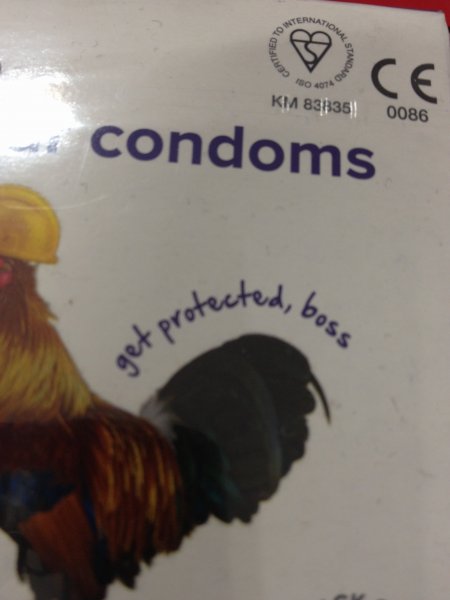 CERTIFIED TO INTERNATIONAL STANDARD
ISO 4074
KM 83835
CE
0086
condoms
get protected, boss